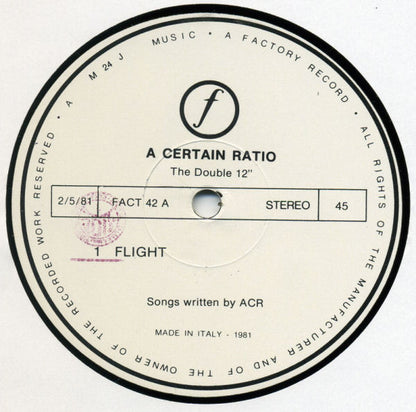 A M 24 J MUSIC • A FACTORY RECORD • ALL RIGHTS OF THE MANUFACTURER AND OF THE OWNER OF THE RECORDED WORK RESERVED •
f
A CERTAIN RATIO
The Double 12"
2/5/81 FACT 42 A STEREO 45
1 FLIGHT
Songs written by ACR
MADE IN ITALY - 1981